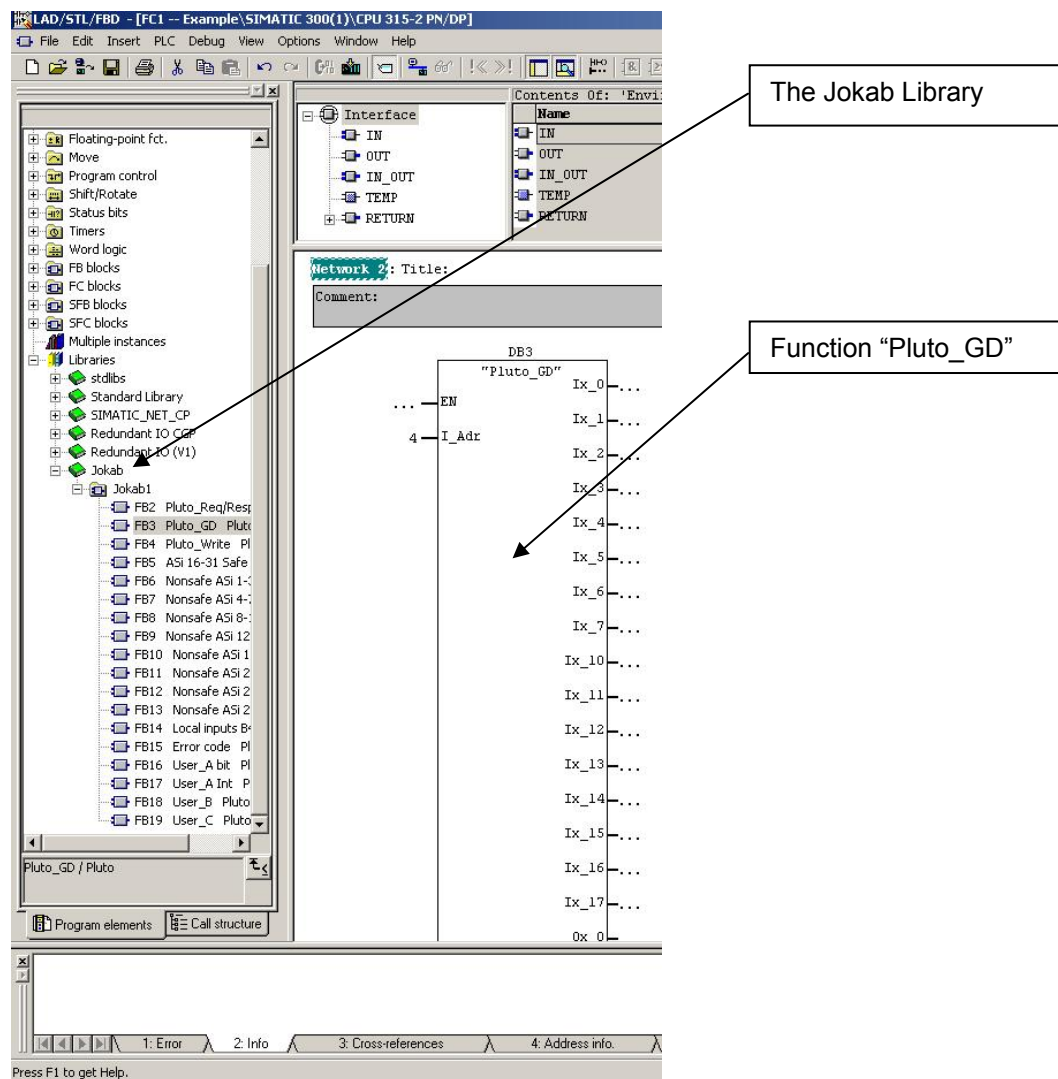 LAD/STL/FBD - [FC1 -- Example\SIMATIC 300(1)\CPU 315-2 PN/DP]
File Edit Insert PLC Debug View Options Window Help
The Jokab Library
Contents Of: 'Envi
Interface
IN
OUT
IN_OUT
TEMP
RETURN
Name
IN
OUT
IN_OUT
TEMP
RETURN
Floating-point fct.
Move
Program control
Shift/Rotate
Status bits
Timers
Word logic
FB blocks
FC blocks
SFB blocks
SFC blocks
Multiple instances
Libraries
stdlibs
Standard Library
SIMATIC_NET_CP
Redundant IO CGP
Redundant IO (V1)
Jokab
Jokab1
FB2 Pluto_Req/Resp
FB3 Pluto_GD Pluto
FB4 Pluto_Write Pl
FB5 ASi 16-31 Safe
FB6 Nonsafe ASi 1-3
FB7 Nonsafe ASi 4-7
FB8 Nonsafe ASi 8-1
FB9 Nonsafe ASi 12
FB10 Nonsafe ASi 1
FB11 Nonsafe ASi 2
FB12 Nonsafe ASi 2
FB13 Nonsafe ASi 2
FB14 Local inputs B4
FB15 Error code Pl
FB16 User_A bit Pl
FB17 User_A Int P
FB18 User_B Pluto
FB19 User_C Pluto
Pluto_GD / Pluto
Program elements
Call structure
Network 2: Title:
Comment:
Function “Pluto_GD”
DB3
"Pluto_GD"
... EN
4 I_Adr
Ix_0 ...
Ix_1 ...
Ix_2 ...
Ix_3 ...
Ix_4 ...
Ix_5 ...
Ix_6 ...
Ix_7 ...
Ix_10 ...
Ix_11 ...
Ix_12 ...
Ix_13 ...
Ix_14 ...
Ix_15 ...
Ix_16 ...
Ix_17 ...
Ox_0
1: Error
2: Info
3: Cross-references
4: Address info.
Press F1 to get Help.